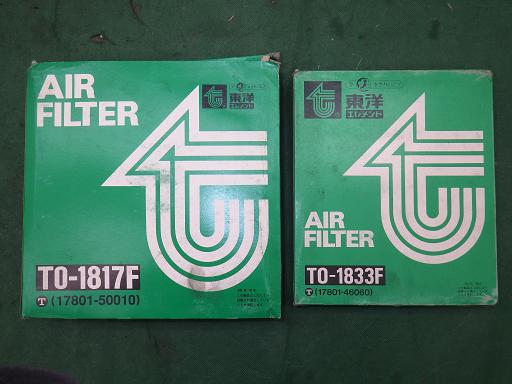 AIR
FILTER
東洋
エレメント
TO-1817F
T (17801-50010)
東洋
エレメント
AIR
FILTER
TO-1833F
T (17801-46060)